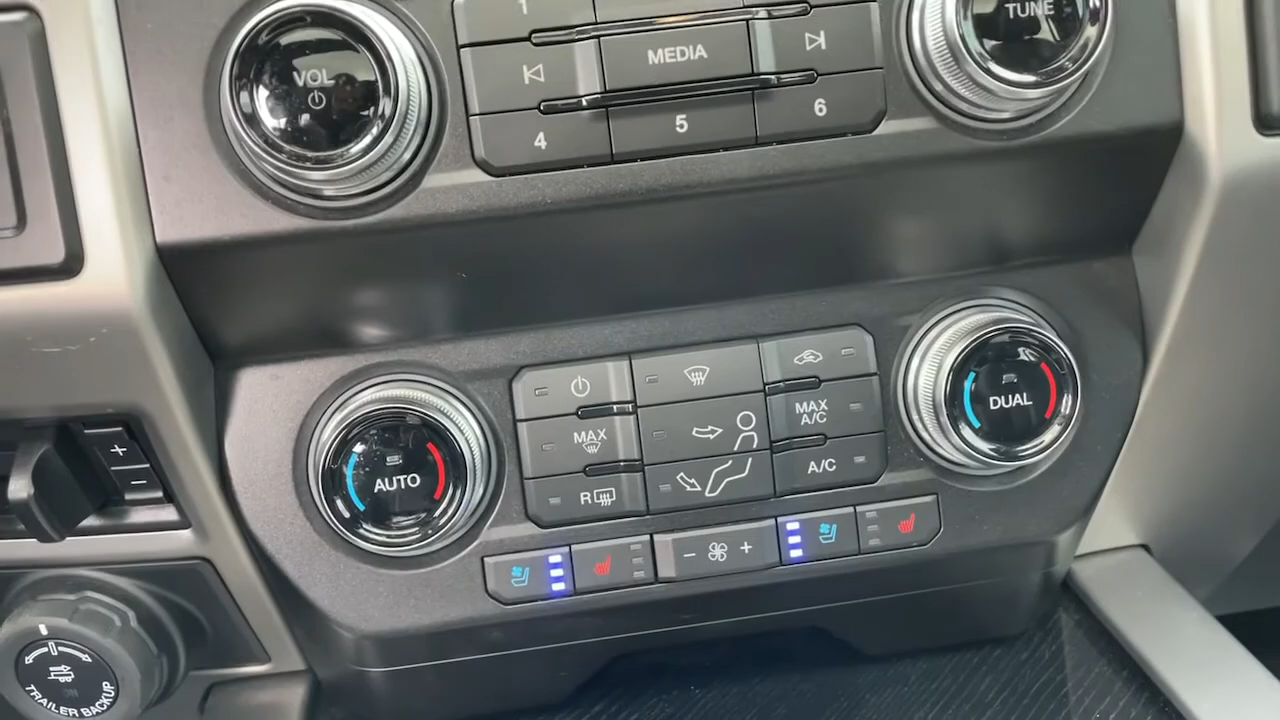 1
VOL
MEDIA
TUNE
4
5
6
MAX
MAX
A/C
R
A/C
AUTO
DUAL
+
−
− +
TRAILER BACKUP